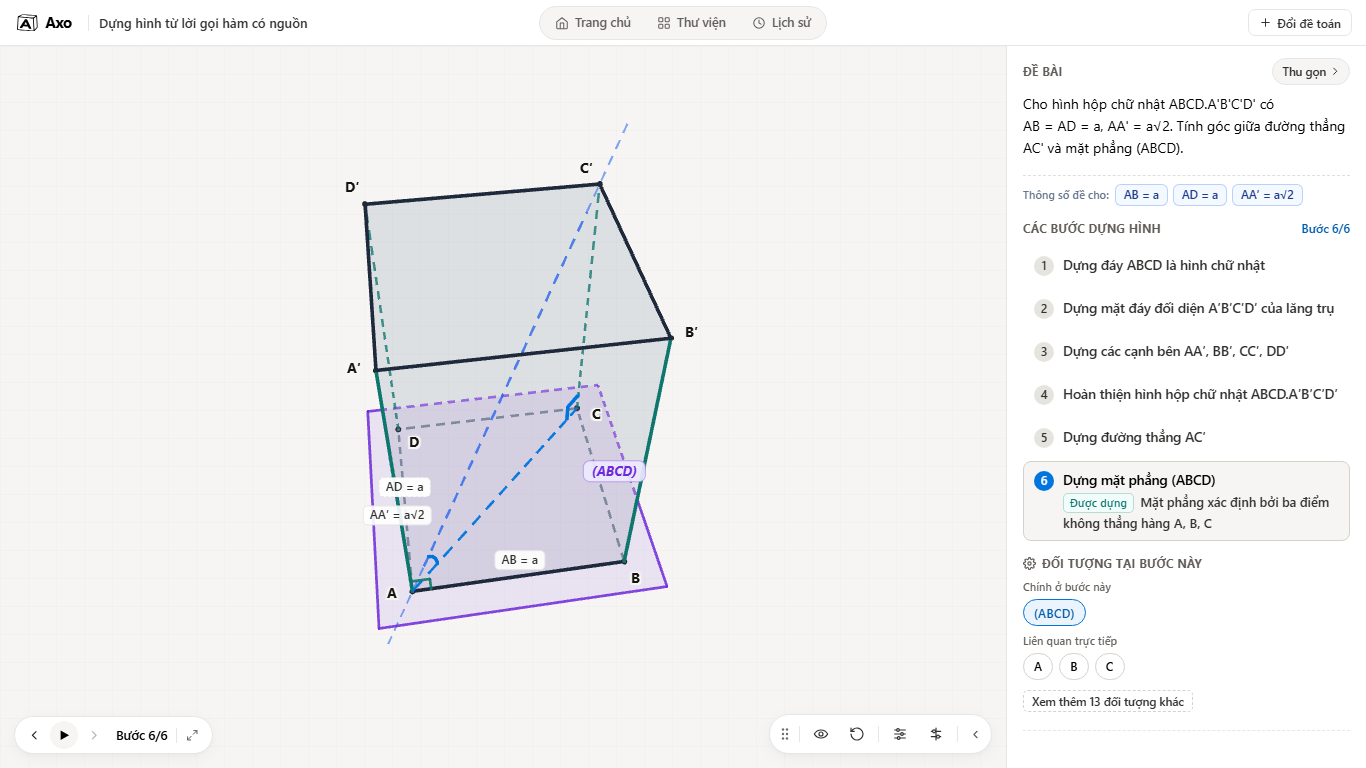 Axo
Dựng hình từ lời gọi hàm có nguồn
Trang chủ
Thư viện
Lịch sử
Đổi đề toán
ĐỀ BÀI
Thu gọn
Cho hình hộp chữ nhật ABCD.A'B'C'D' có
AB = AD = a, AA' = a√2. Tính góc giữa đường thẳng
AC' và mặt phẳng (ABCD).
Thông số đề cho:
AB = a
AD = a
AA′ = a√2
CÁC BƯỚC DỰNG HÌNH
Bước 6/6
1 Dựng đáy ABCD là hình chữ nhật
2 Dựng mặt đáy đối diện A′B′C′D′ của lăng trụ
3 Dựng các cạnh bên AA′, BB′, CC′, DD′
4 Hoàn thiện hình hộp chữ nhật ABCD.A′B′C′D′
5 Dựng đường thẳng AC′
6 Dựng mặt phẳng (ABCD)
Được dựng Mặt phẳng xác định bởi ba điểm
không thẳng hàng A, B, C
ĐỐI TƯỢNG TẠI BƯỚC NÀY
Chính ở bước này
(ABCD)
Liên quan trực tiếp
A
B
C
Xem thêm 13 đối tượng khác
C′
D′
B′
A′
C
D
(ABCD)
AD = a
AA′ = a√2
AB = a
B
A
Bước 6/6